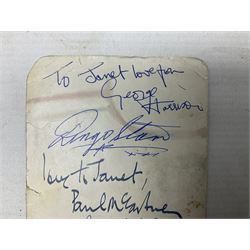 To Janet love from
George
Harrison
Ringo Starr
love to Janet,
Paul McCartney